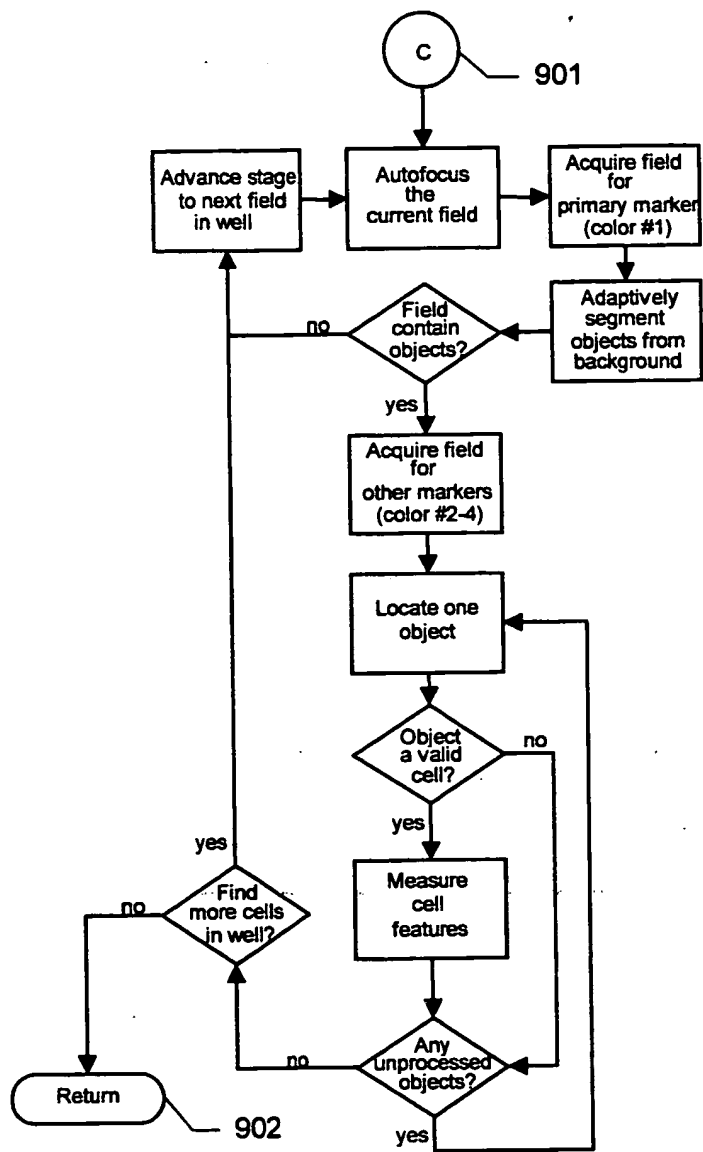 C
901
Advance stage
to next field
in well
Autofocus
the
current field
Acquire field
for
primary marker
(color #1)
Adaptively
segment
objects from
background
Field
contain
objects?
no
yes
Acquire field
for
other markers
(color #2-4)
Locate one
object
Object
a valid
cell?
no
yes
Measure
cell
features
yes
Find
more cells
in well?
no
Any
unprocessed
objects?
no
yes
Return
902